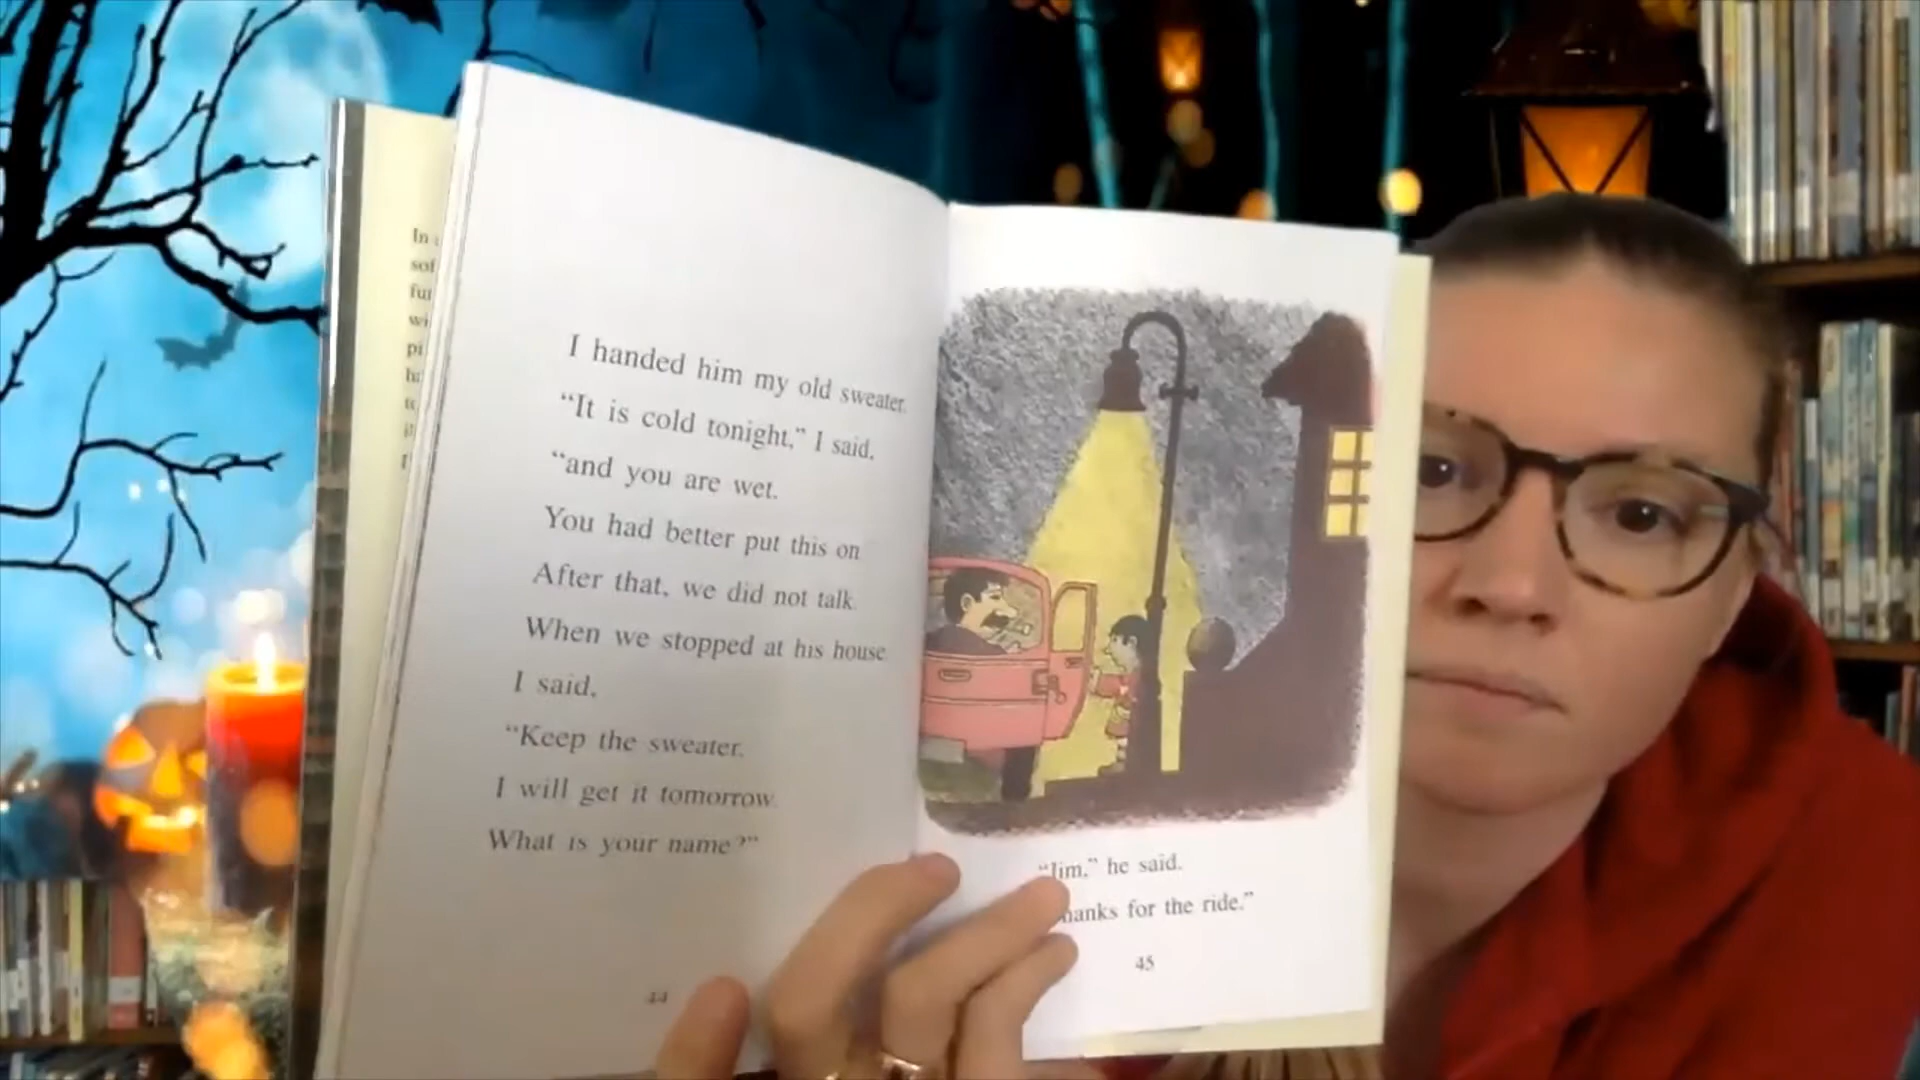 In
I handed him my old sweater.
"It is cold tonight," I said,
"and you are wet.
You had better put this on
After that, we did not talk.
When we stopped at his house
I said,
"Keep the sweater.
I will get it tomorrow.
What is your name?"
44
"Jim," he said.
hanks for the ride."
45